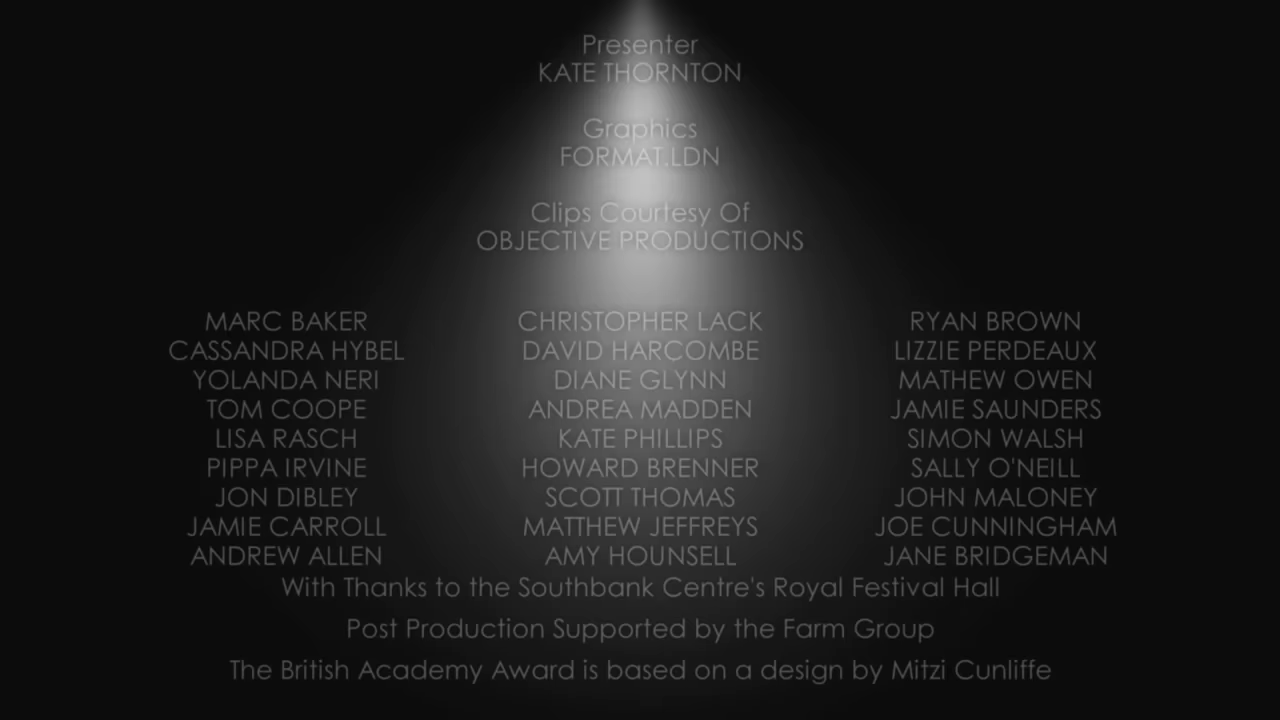 Presenter
KATE THORNTON
Graphics
FORMAT.LDN
Clips Courtesy Of
OBJECTIVE PRODUCTIONS
MARC BAKER CHRISTOPHER LACK RYAN BROWN
CASSANDRA HYBEL DAVID HARCOMBE LIZZIE PERDEAUX
YOLANDA NERI DIANE GLYNN MATHEW OWEN
TOM COOPE ANDREA MADDEN JAMIE SAUNDERS
LISA RASCH KATE PHILLIPS SIMON WALSH
PIPPA IRVINE HOWARD BRENNER SALLY O'NEILL
JON DIBLEY SCOTT THOMAS JOHN MALONEY
JAMIE CARROLL MATTHEW JEFFREYS JOE CUNNINGHAM
ANDREW ALLEN AMY HOUNSELL JANE BRIDGEMAN
With Thanks to the Southbank Centre's Royal Festival Hall
Post Production Supported by the Farm Group
The British Academy Award is based on a design by Mitzi Cunliffe